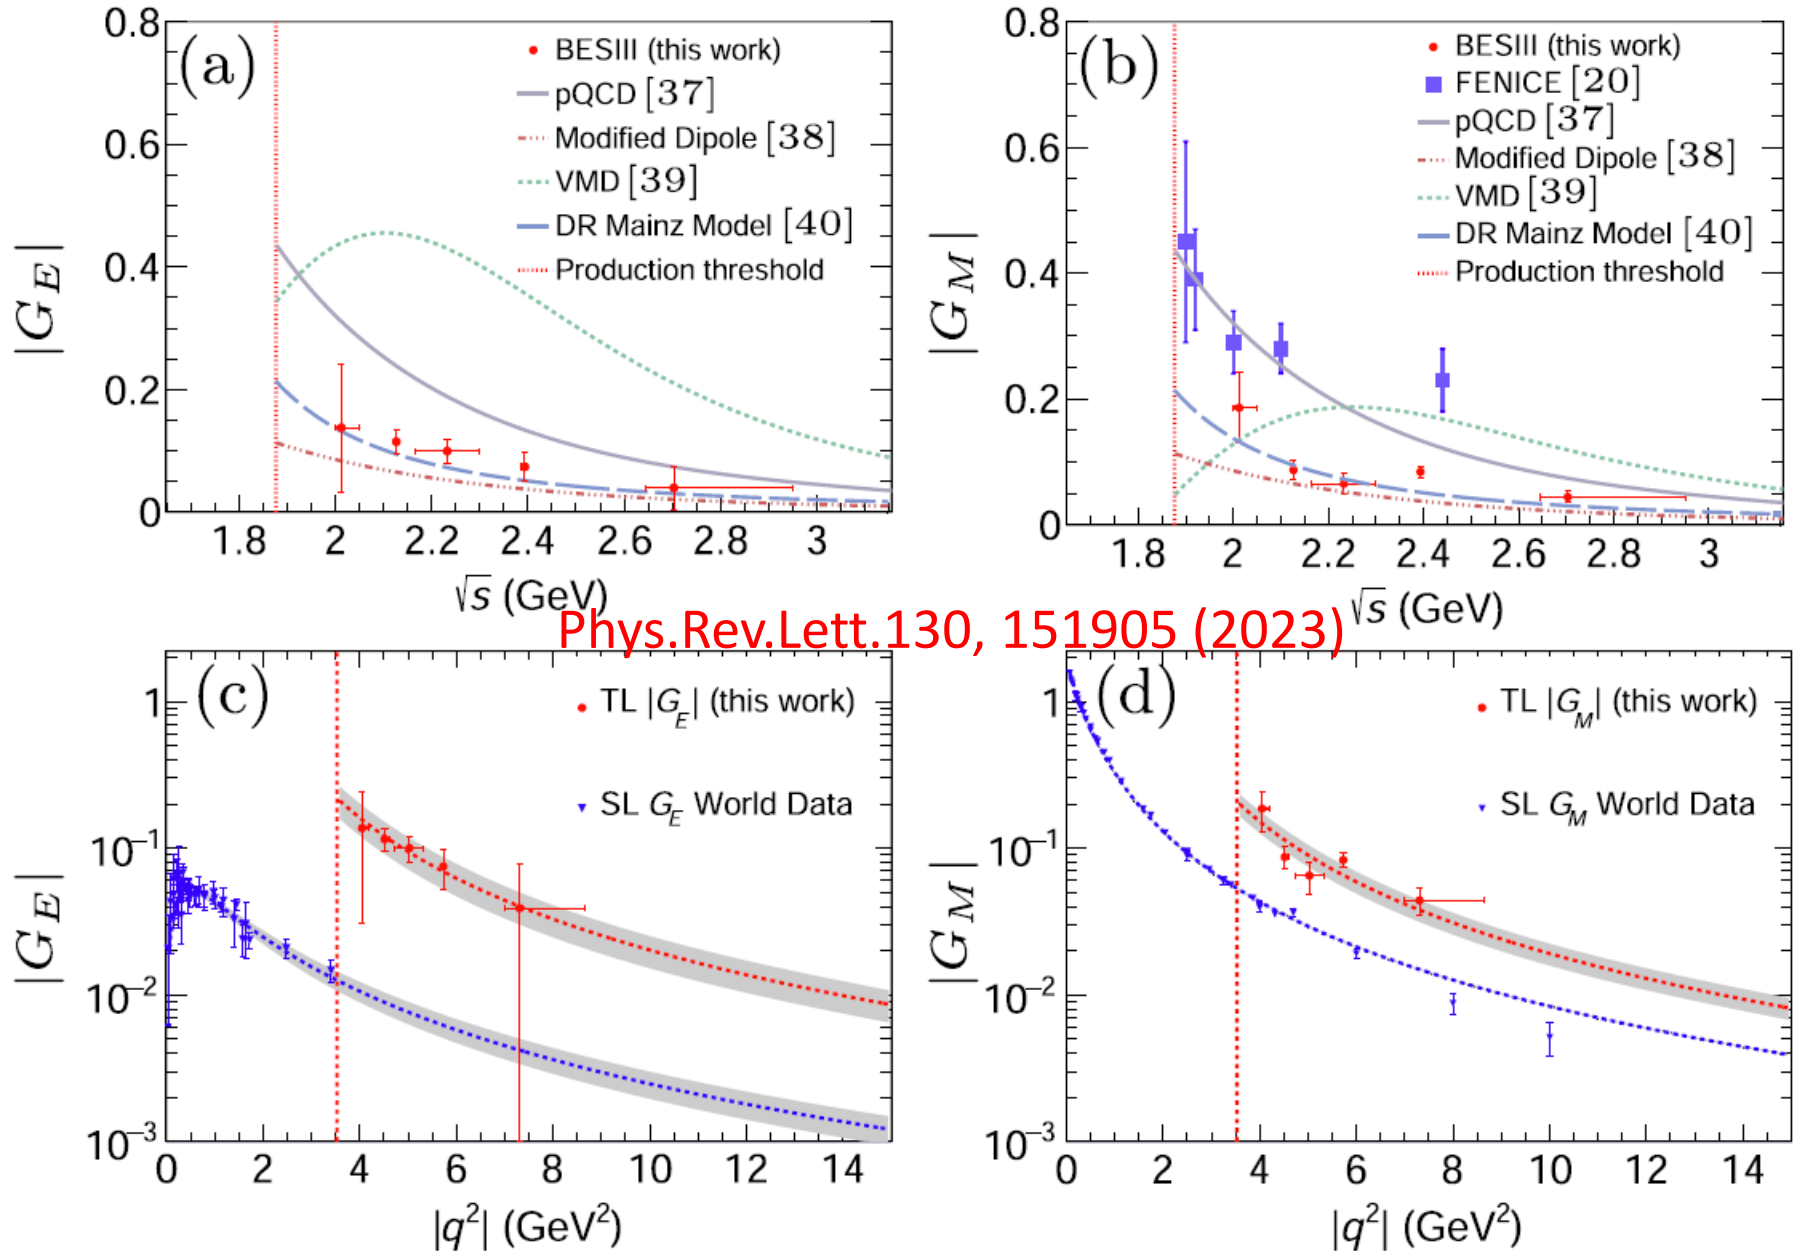 (a)
|G_E|
0.8
0.6
0.4
0.2
0
BESIII (this work)
pQCD [37]
Modified Dipole [38]
VMD [39]
DR Mainz Model [40]
Production threshold
1.8 2 2.2 2.4 2.6 2.8 3
√s (GeV)
(b)
|G_M|
0.8
0.6
0.4
0.2
0
BESIII (this work)
FENICE [20]
pQCD [37]
Modified Dipole [38]
VMD [39]
DR Mainz Model [40]
Production threshold
1.8 2 2.2 2.4 2.6 2.8 3
√s (GeV)
Phys.Rev.Lett.130, 151905 (2023)
(c)
|G_E|
1
10⁻¹
10⁻²
10⁻³
TL |G_E| (this work)
SL G_E World Data
0 2 4 6 8 10 12 14
|q²| (GeV²)
(d)
|G_M|
1
10⁻¹
10⁻²
10⁻³
TL |G_M| (this work)
SL G_M World Data
0 2 4 6 8 10 12 14
|q²| (GeV²)